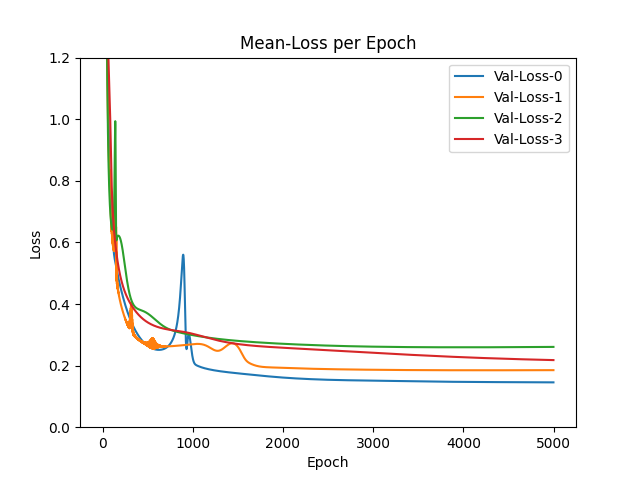 Mean-Loss per Epoch
1.2
1.0
0.8
0.6
0.4
0.2
0.0
Loss
Val-Loss-0
Val-Loss-1
Val-Loss-2
Val-Loss-3
0 1000 2000 3000 4000 5000
Epoch